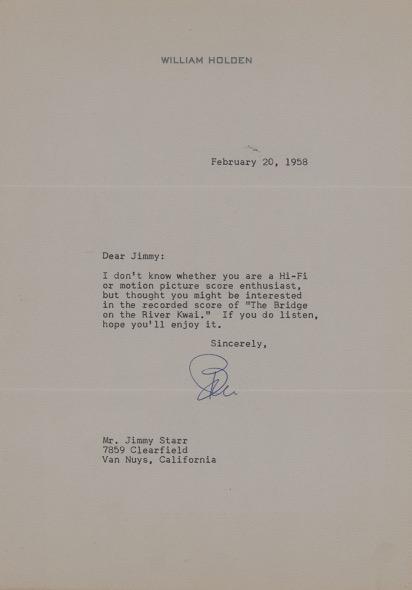 WILLIAM HOLDEN
February 20, 1958
Dear Jimmy:
I don't know whether you are a Hi-Fi
or motion picture score enthusiast,
but thought you might be interested
in the recorded score of "The Bridge
on the River Kwai."  If you do listen,
hope you'll enjoy it.
Sincerely,
Mr. Jimmy Starr
7859 Clearfield
Van Nuys, California